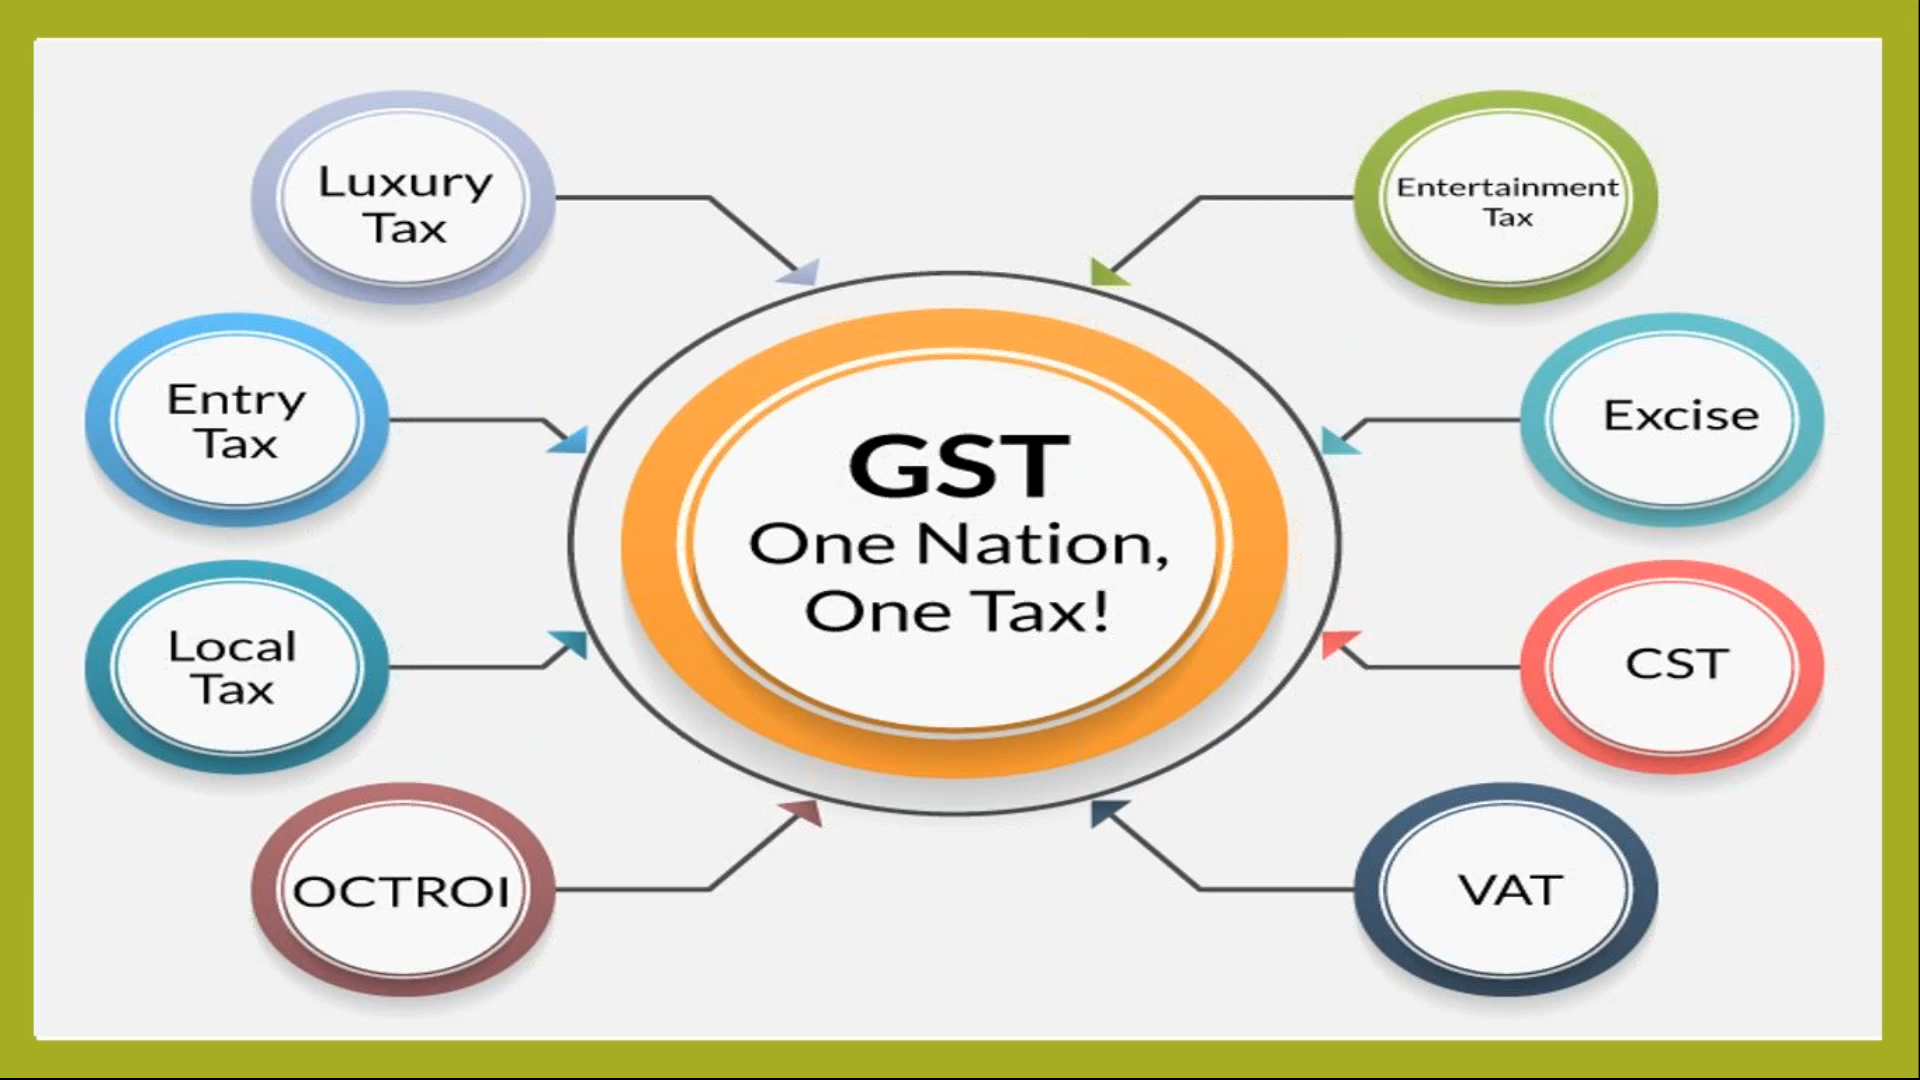 Luxury
Tax
Entertainment
Tax
Entry
Tax
Excise
GST
One Nation,
One Tax!
Local
Tax
CST
OCTROI
VAT